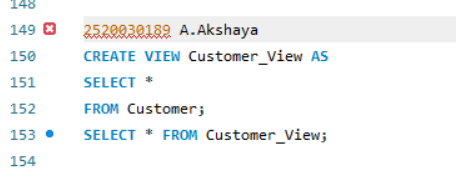 148
149 2520030189 A.Akshaya
150 CREATE VIEW Customer_View AS
151 SELECT *
152 FROM Customer;
153 SELECT * FROM Customer_View;
154